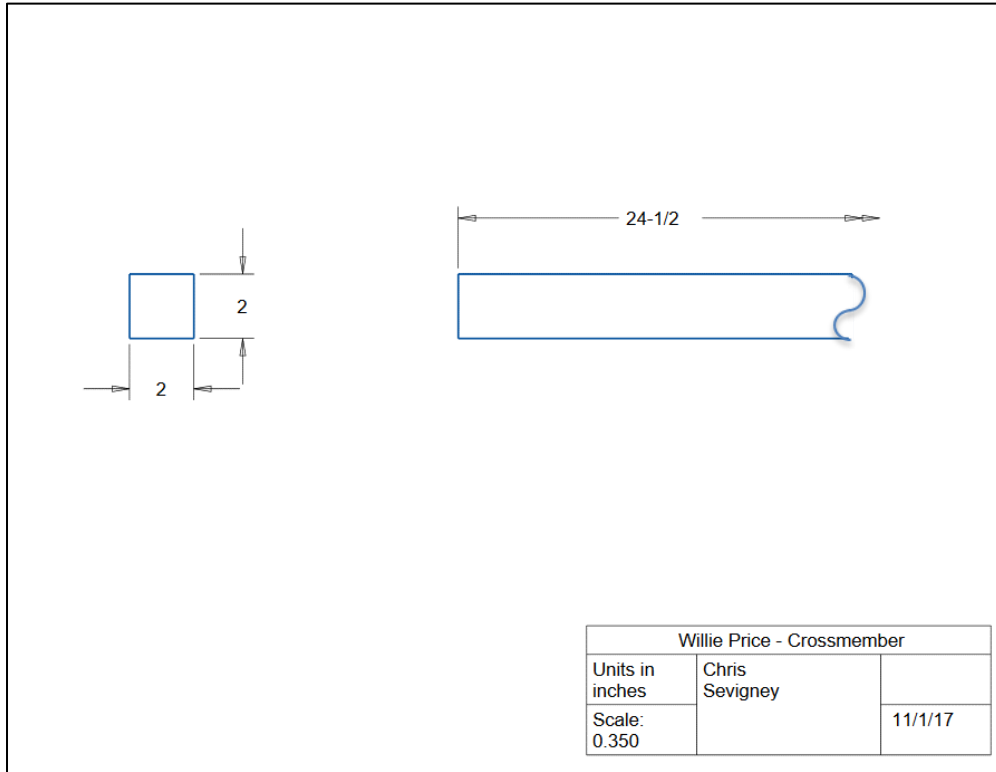 24-1/2
2
2
Willie Price - Crossmember
Units in
inches
Chris
Sevigney
Scale:
0.350
11/1/17